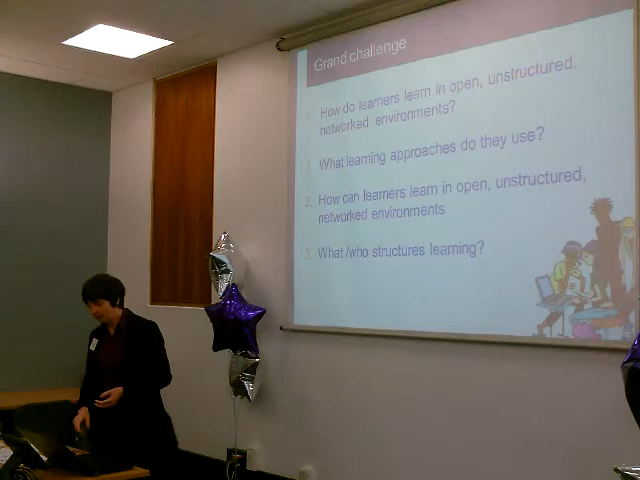 Grand challenge
How do learners learn in open, unstructured,
networked environments?
1. What learning approaches do they use?
2. How can learners learn in open, unstructured,
networked environments
3. What /who structures learning?